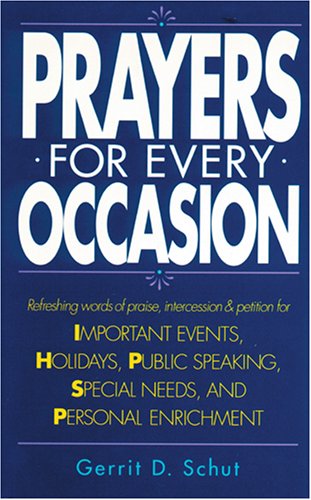 PRAYERS
·FOR EVERY·
OCCASION
Refreshing words of praise, intercession & petition for
IMPORTANT EVENTS,
HOLIDAYS, PUBLIC SPEAKING,
SPECIAL NEEDS, AND
PERSONAL ENRICHMENT
Gerrit D. Schut